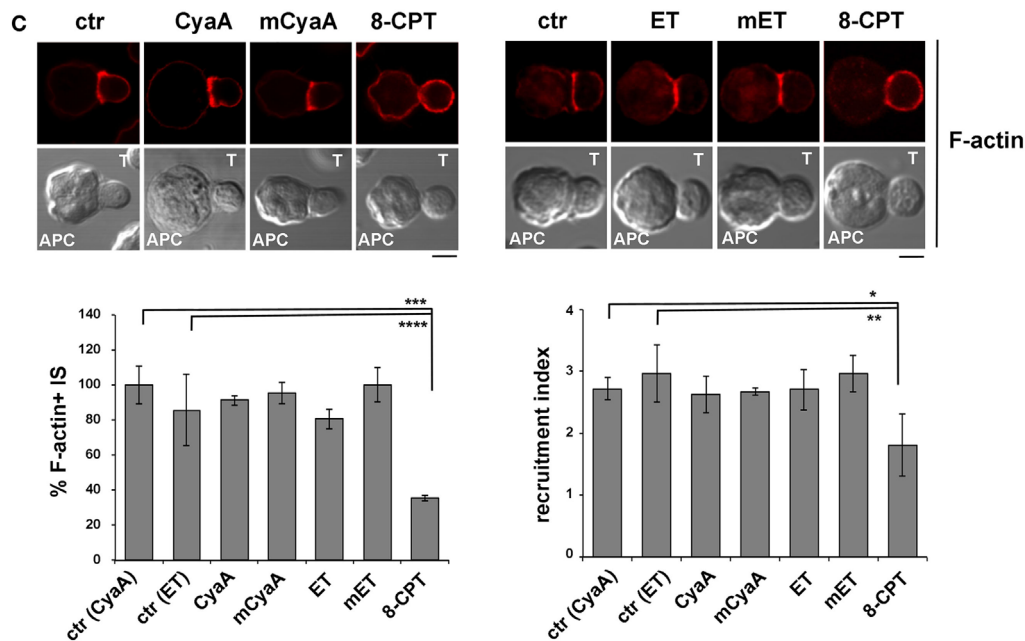 C
ctr CyaA mCyaA 8-CPT ctr ET mET 8-CPT
F-actin
T T T T T T T T
APC APC APC APC APC APC APC APC
***
****
140
120
100
80
60
40
20
0
% F-actin+ IS
ctr (CyaA) ctr (ET) CyaA mCyaA ET mET 8-CPT
*
**
4
3
2
1
0
recruitment index
ctr (CyaA) ctr (ET) CyaA mCyaA ET mET 8-CPT